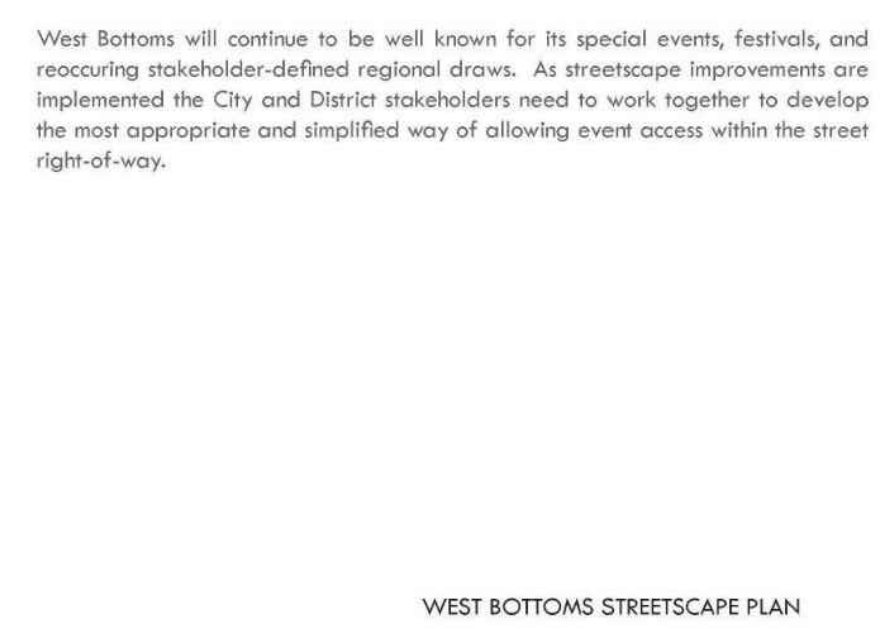 West Bottoms will continue to be well known for its special events, festivals, and
reoccuring stakeholder-defined regional draws.  As streetscape improvements are
implemented the City and District stakeholders need to work together to develop
the most appropriate and simplified way of allowing event access within the street
right-of-way.
WEST BOTTOMS STREETSCAPE PLAN